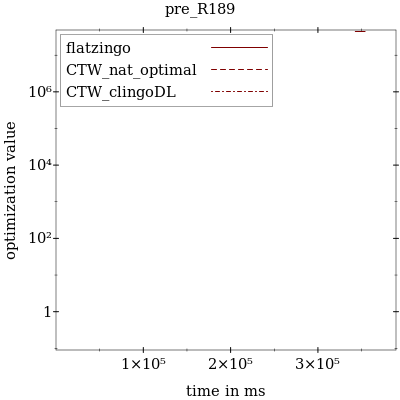 pre_R189
flatzingo
CTW_nat_optimal
CTW_clingoDL
10⁶
10⁴
10²
1
optimization value
1×10⁵ 2×10⁵ 3×10⁵
time in ms